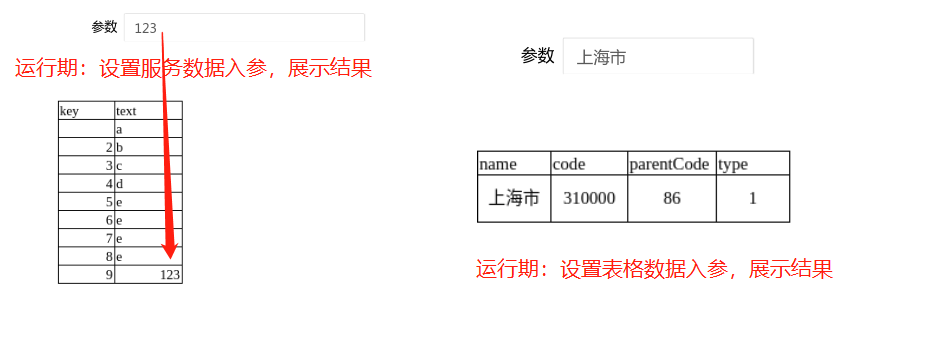 参数 123
运行期：设置服务数据入参，展示结果
key text
a
2 b
3 c
4 d
5 e
6 e
7 e
8 e
9 123
参数 上海市
name code parentCode type
上海市 310000 86 1
运行期：设置表格数据入参，展示结果